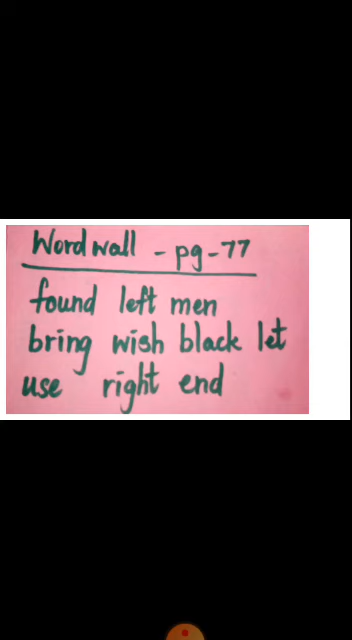 Word wall - pg-77
found left men
bring wish black let
use right end